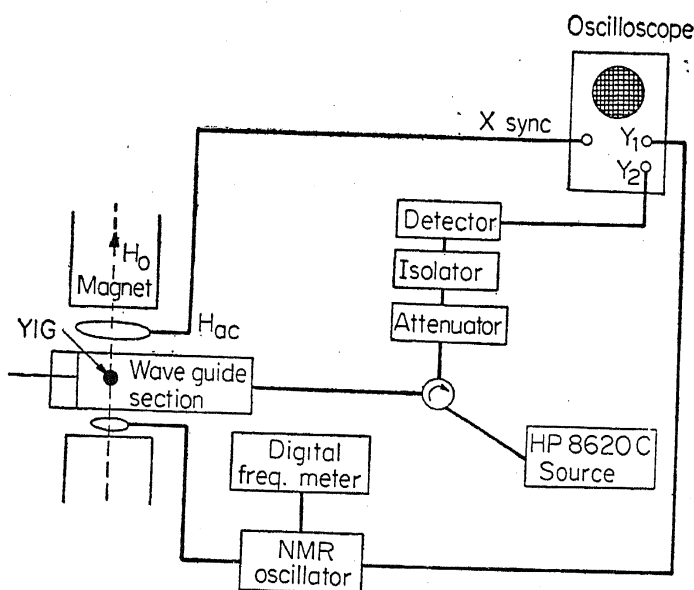 Oscilloscope
X sync
Y1
Y2
Detector
Isolator
Attenuator
H0
Magnet
Hac
YIG
Wave guide
section
HP 8620 C
Source
Digital
freq. meter
NMR
oscillator